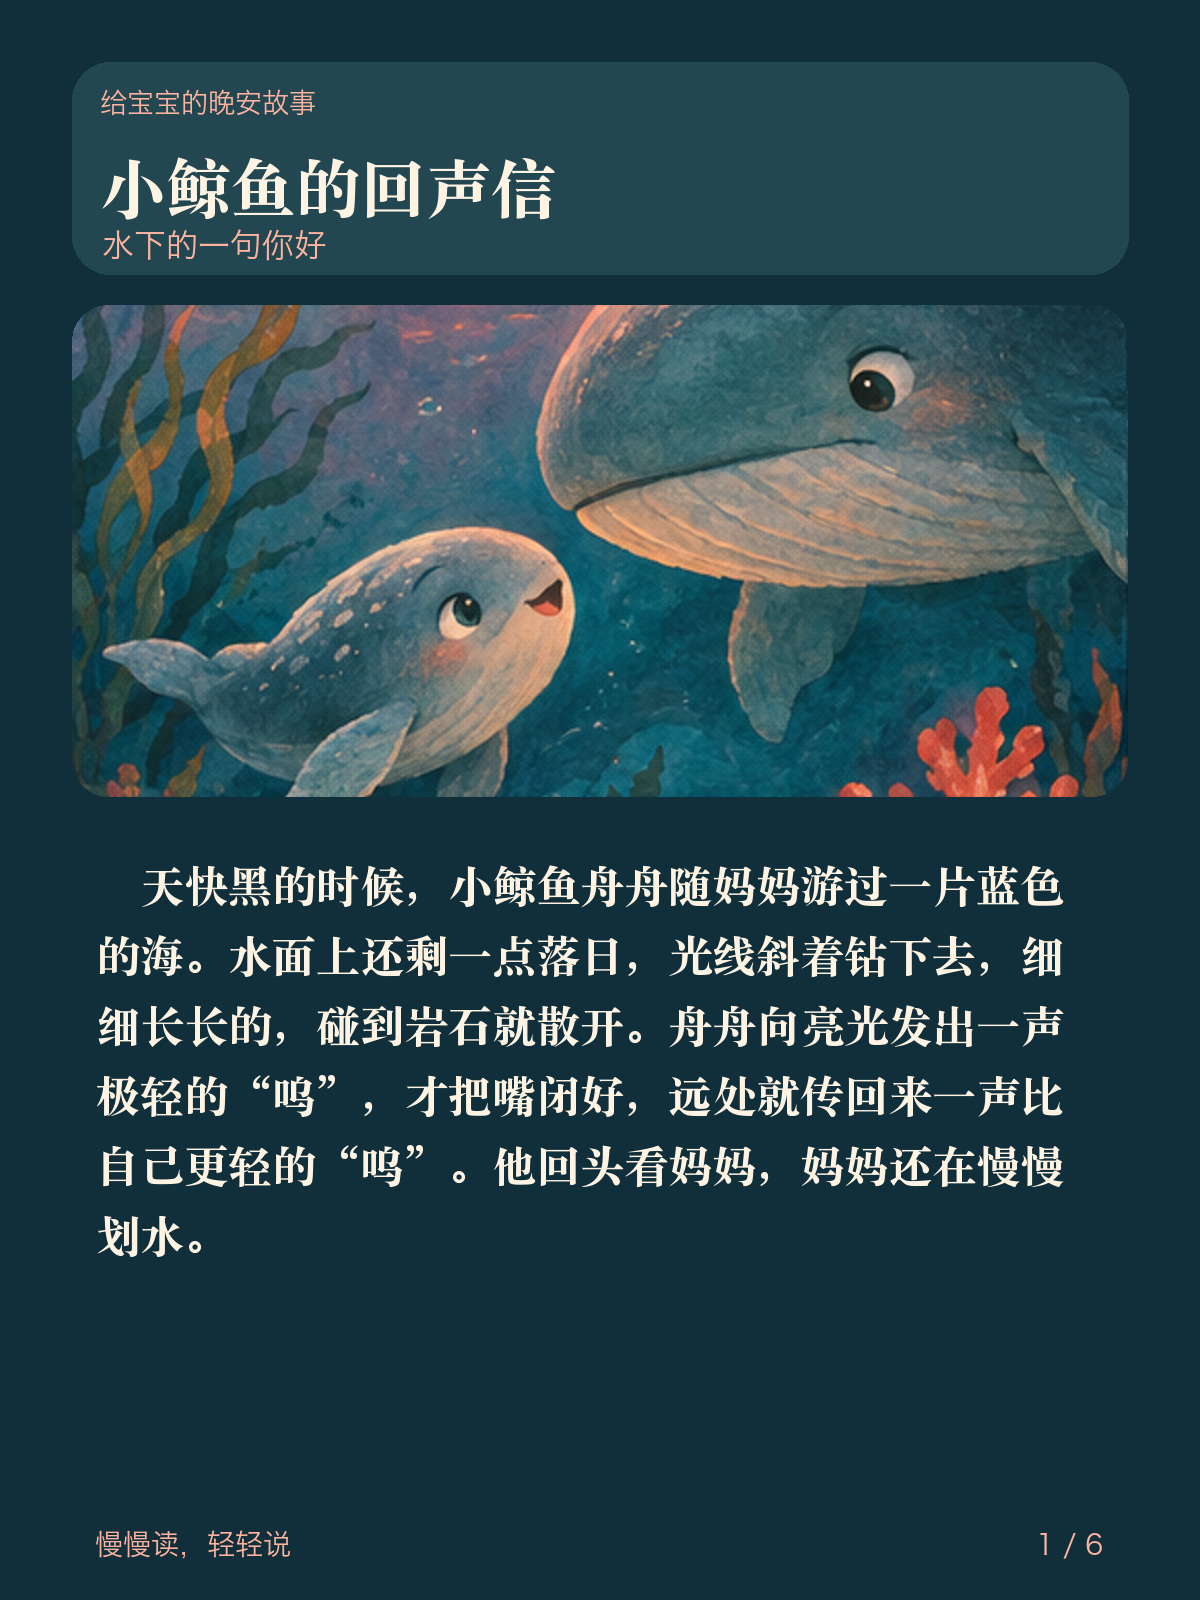 给宝宝的晚安故事
小鲸鱼的回声信
水下的一句你好
天快黑的时候，小鲸鱼舟舟随妈妈游过一片蓝色
的海。水面上还剩一点落日，光线斜着钻下去，细
细长长的，碰到岩石就散开。舟舟向亮光发出一声
极轻的“呜”，才把嘴闭好，远处就传回来一声比
自己更轻的“呜”。他回头看妈妈，妈妈还在慢慢
划水。
慢慢读，轻轻说
1 / 6